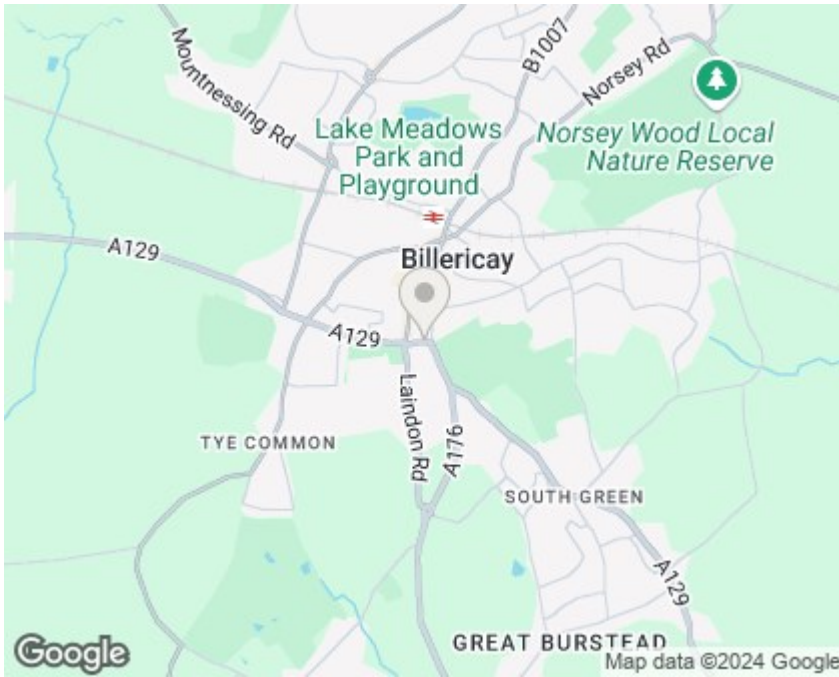 Mountnessing Rd
B1007
Norsey Rd
Lake Meadows
Park and
Playground
Norsey Wood Local
Nature Reserve
A129
Billericay
A129
Laindon Rd
A176
TYE COMMON
SOUTH GREEN
A129
GREAT BURSTEAD
Google
Map data ©2024 Google